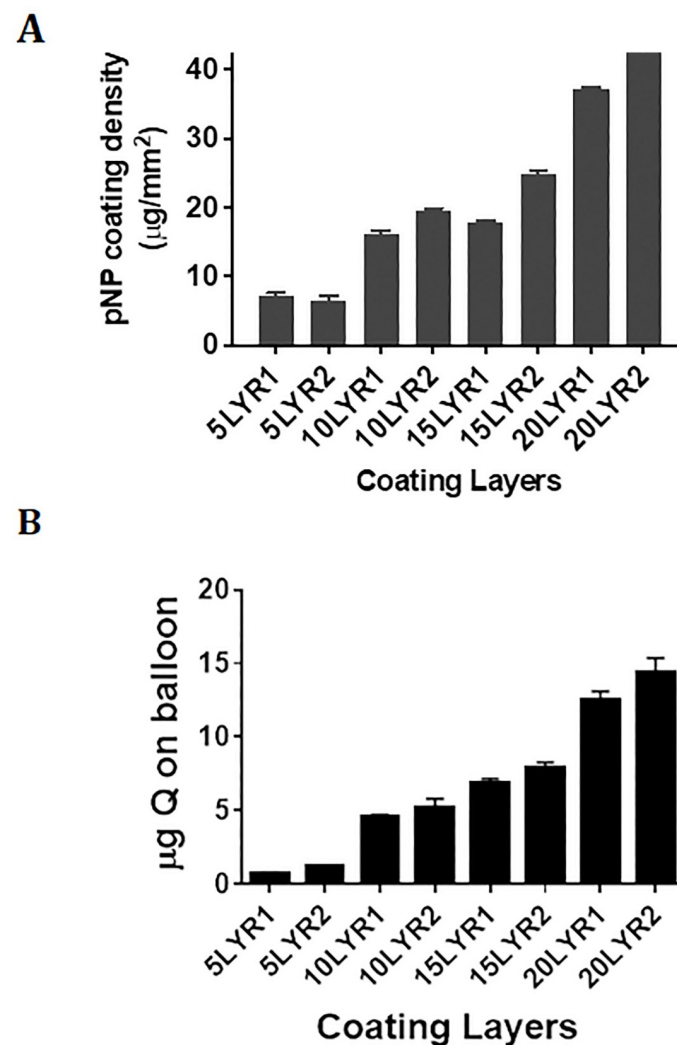 A
pNP coating density
(μg/mm²)
40
30
20
10
0
5LYR1
5LYR2
10LYR1
10LYR2
15LYR1
15LYR2
20LYR1
20LYR2
Coating Layers
B
μg Q on balloon
20
15
10
5
0
5LYR1
5LYR2
10LYR1
10LYR2
15LYR1
15LYR2
20LYR1
20LYR2
Coating Layers